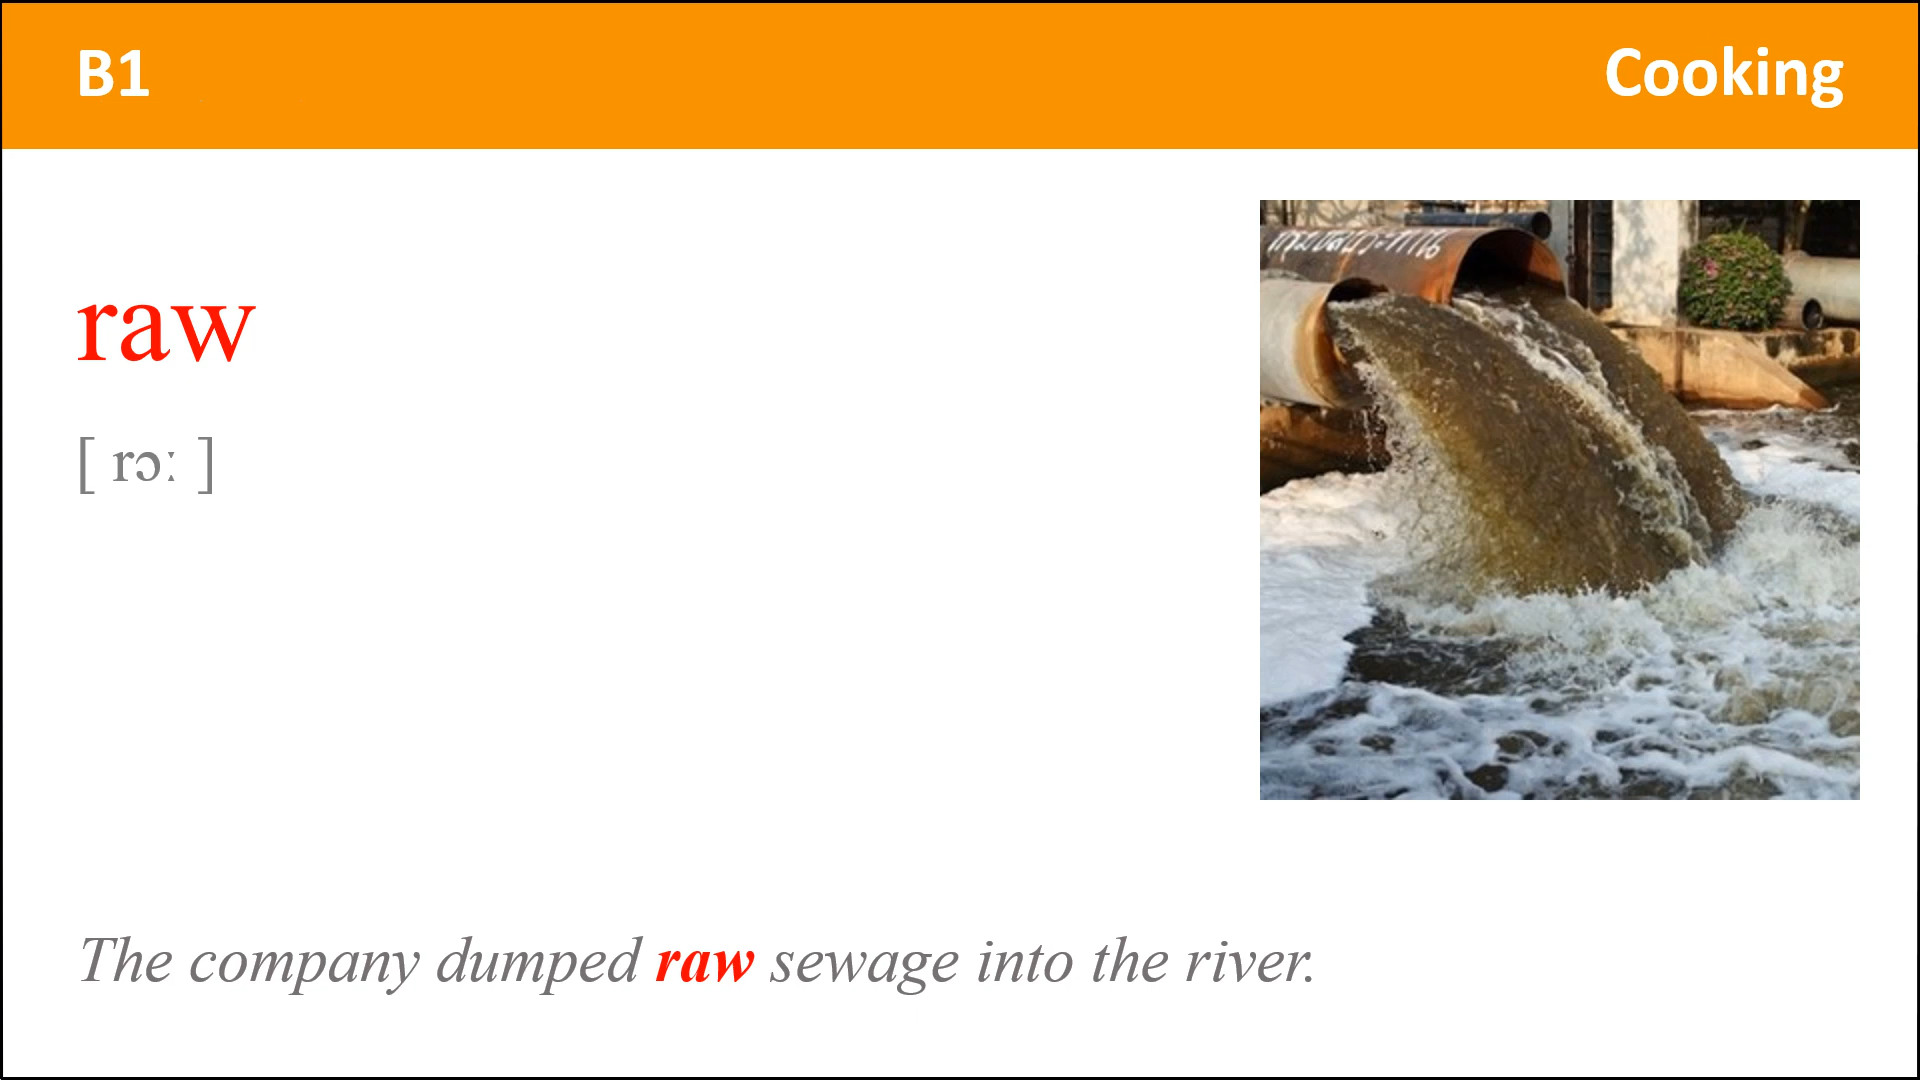 B1
Cooking
raw
[ rɔː ]
The company dumped raw sewage into the river.